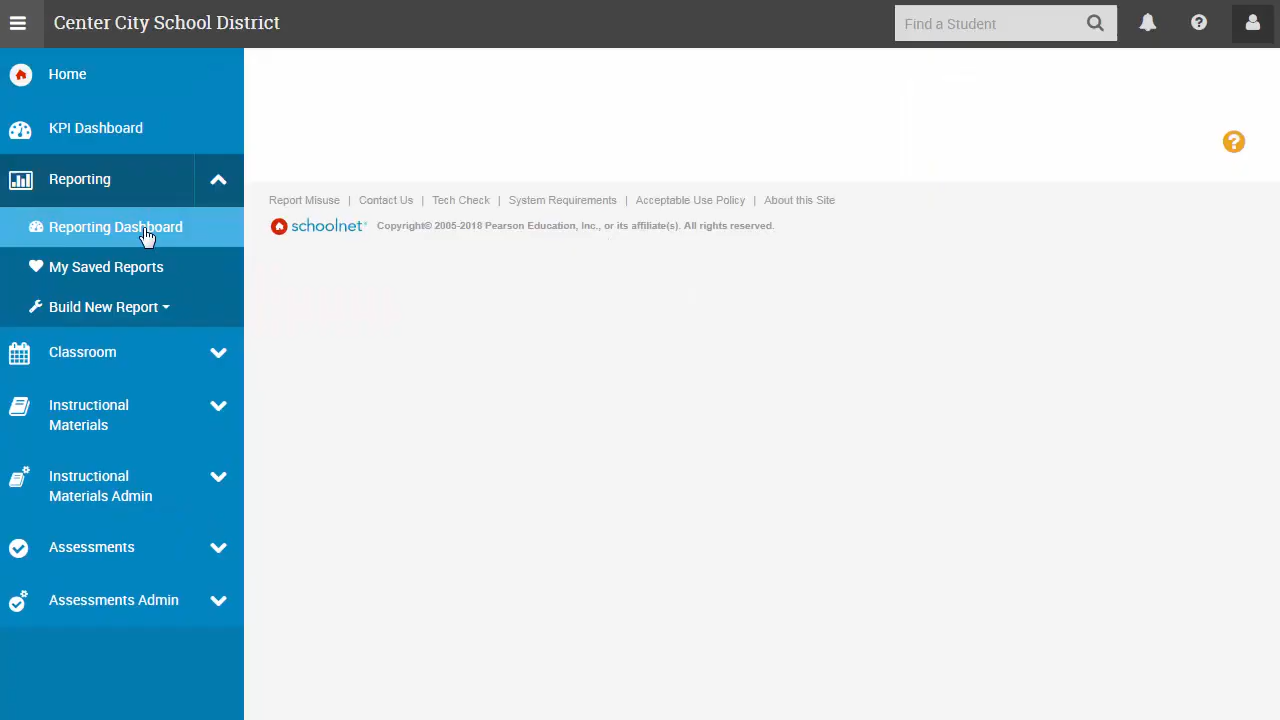 Center City School District
Find a Student
Home
KPI Dashboard
Reporting
Reporting Dashboard
My Saved Reports
Build New Report
Classroom
Instructional
Materials
Instructional
Materials Admin
Assessments
Assessments Admin
Report Misuse | Contact Us | Tech Check | System Requirements | Acceptable Use Policy | About this Site
schoolnet Copyright© 2005-2018 Pearson Education, Inc., or its affiliate(s). All rights reserved.